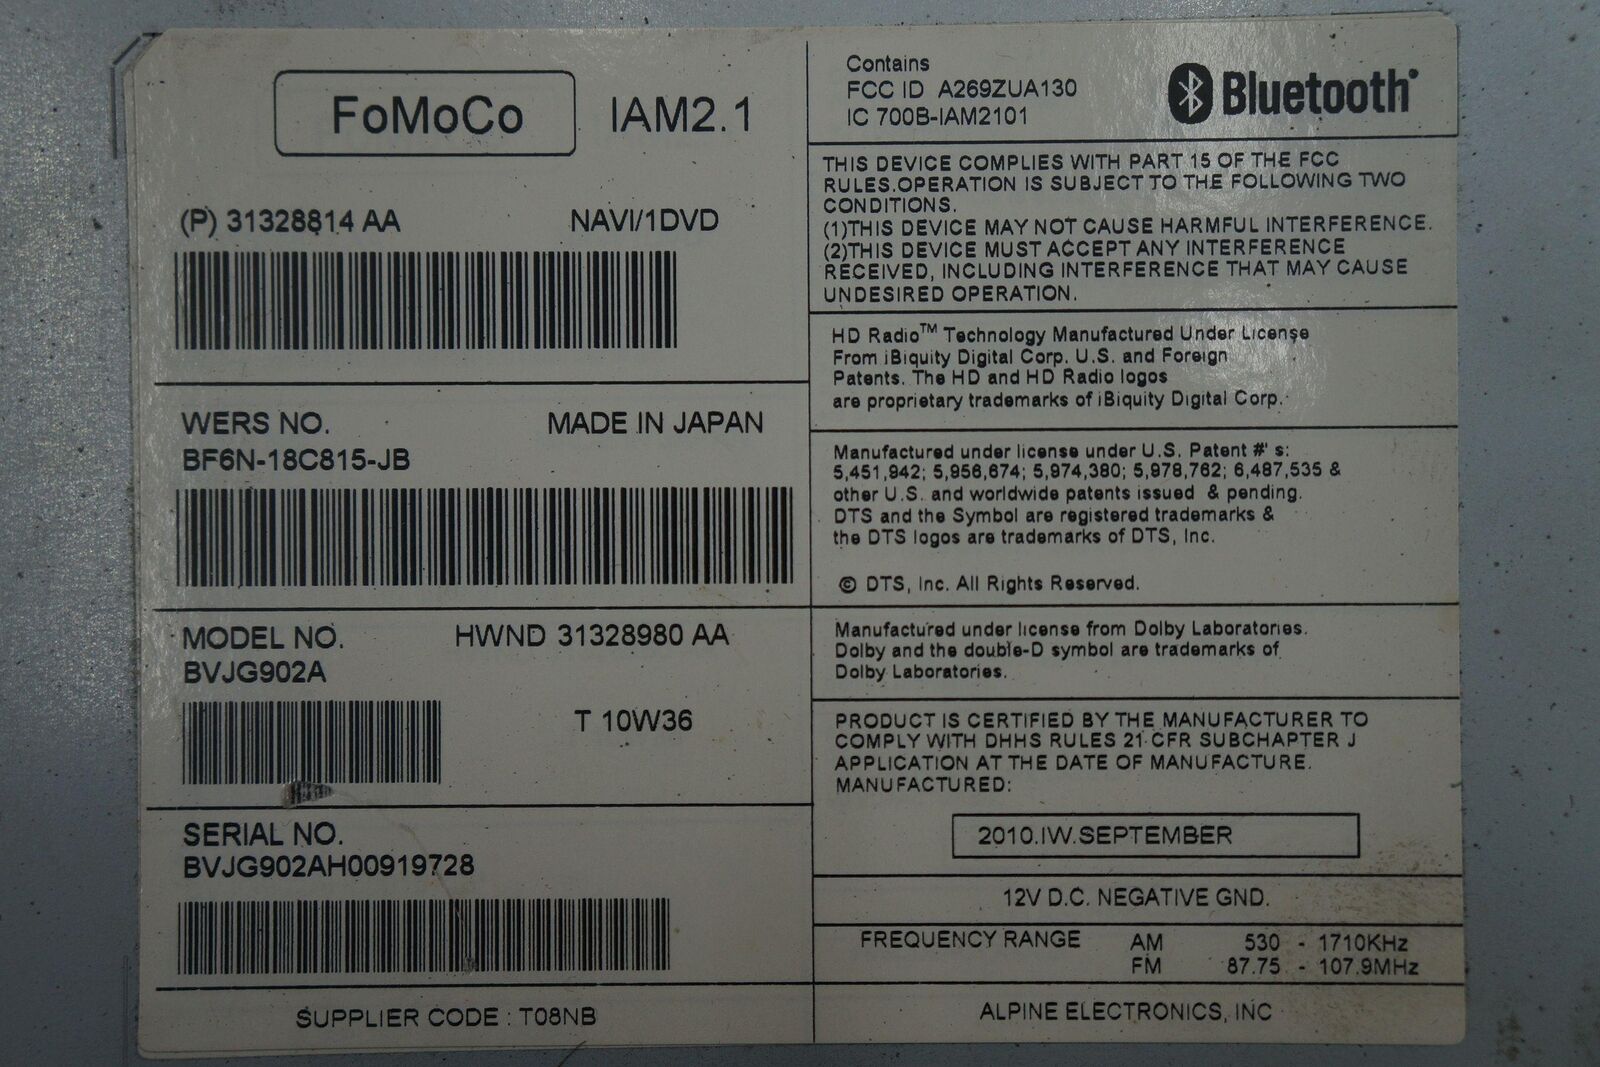 FoMoCo IAM2.1
(P) 31328814 AA NAVI/1DVD
WERS NO. MADE IN JAPAN
BF6N-18C815-JB
MODEL NO. HWND 31328980 AA
BVJG902A
T 10W36
SERIAL NO.
BVJG902AH00919728
SUPPLIER CODE : T08NB
Contains
FCC ID A269ZUA130
IC 700B-IAM2101
Bluetooth®
THIS DEVICE COMPLIES WITH PART 15 OF THE FCC
RULES.OPERATION IS SUBJECT TO THE FOLLOWING TWO
CONDITIONS.
(1)THIS DEVICE MAY NOT CAUSE HARMFUL INTERFERENCE.
(2)THIS DEVICE MUST ACCEPT ANY INTERFERENCE
RECEIVED, INCLUDING INTERFERENCE THAT MAY CAUSE
UNDESIRED OPERATION.
HD Radio™ Technology Manufactured Under License
From iBiquity Digital Corp. U.S. and Foreign
Patents. The HD and HD Radio logos
are proprietary trademarks of iBiquity Digital Corp.
Manufactured under license under U.S. Patent #' s:
5,451,942; 5,956,674; 5,974,380; 5,978,762; 6,487,535 &
other U.S. and worldwide patents issued & pending.
DTS and the Symbol are registered trademarks &
the DTS logos are trademarks of DTS, Inc.
© DTS, Inc. All Rights Reserved.
Manufactured under license from Dolby Laboratories.
Dolby and the double-D symbol are trademarks of
Dolby Laboratories.
PRODUCT IS CERTIFIED BY THE MANUFACTURER TO
COMPLY WITH DHHS RULES 21 CFR SUBCHAPTER J
APPLICATION AT THE DATE OF MANUFACTURE.
MANUFACTURED:
2010.IW.SEPTEMBER
12V D.C. NEGATIVE GND.
FREQUENCY RANGE AM 530 - 1710KHz
FM 87.75 - 107.9MHz
ALPINE ELECTRONICS, INC